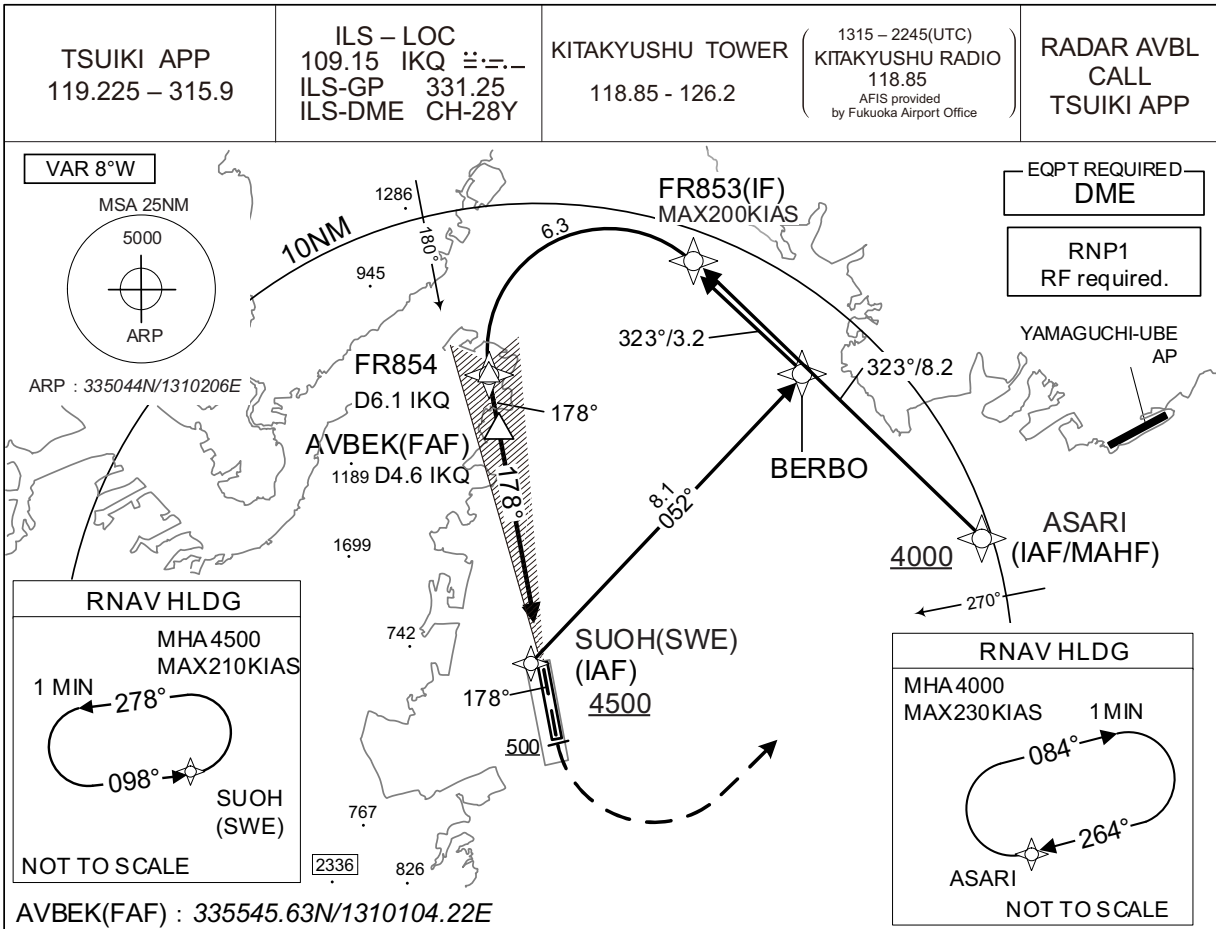 TSUIKI APP
119.225 – 315.9
ILS – LOC
109.15 IKQ
ILS-GP 331.25
ILS-DME CH-28Y
KITAKYUSHU TOWER
118.85 - 126.2
1315 – 2245(UTC)
KITAKYUSHU RADIO
118.85
AFIS provided
by Fukuoka Airport Office
RADAR AVBL
CALL
TSUIKI APP
VAR 8°W
MSA 25NM
5000
ARP
ARP : 335044N/1310206E
10NM
1286
180°
945
6.3
FR853(IF)
MAX200KIAS
EQPT REQUIRED
DME
RNP1
RF required.
YAMAGUCHI-UBE
AP
323°/3.2
323°/8.2
FR854
D6.1 IKQ
178°
AVBEK(FAF)
1189 D4.6 IKQ
178°
BERBO
8.1
052°
ASARI
(IAF/MAHF)
4000
270°
1699
742
SUOH(SWE)
(IAF)
4500
178°
500
767
2336
826
RNAV HLDG
MHA4500
MAX210KIAS
1 MIN
278°
098°
SUOH
(SWE)
NOT TO SCALE
RNAV HLDG
MHA4000
MAX230KIAS
1MIN
084°
264°
ASARI
NOT TO SCALE
AVBEK(FAF) : 335545.63N/1310104.22E